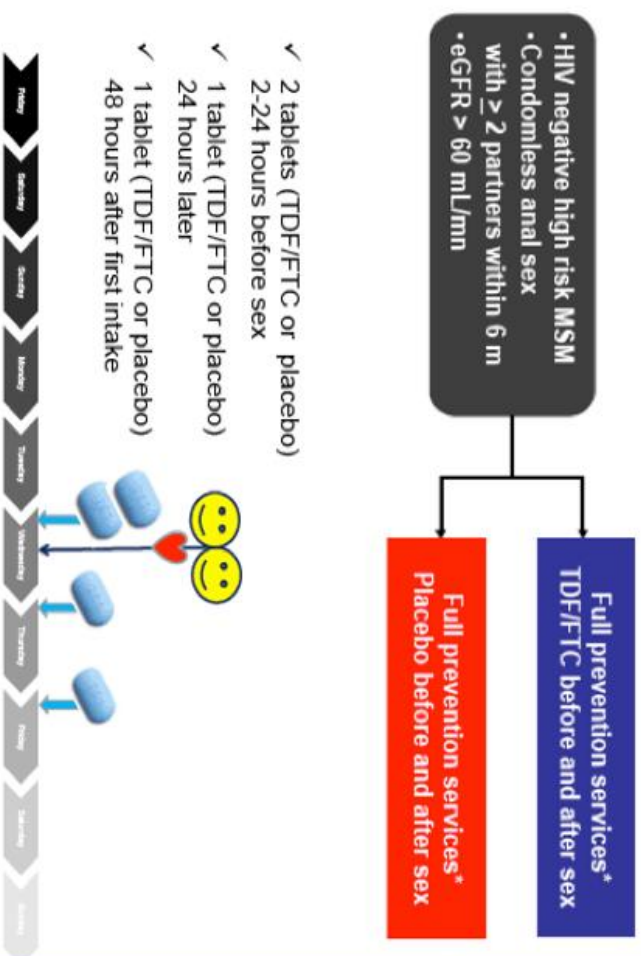 • HIV negative high risk MSM
• Condomless anal sex
with > 2 partners within 6 m
• eGFR > 60 mL/mn
Full prevention services*
TDF/FTC before and after sex
Full prevention services*
Placebo before and after sex
✓ 2 tablets (TDF/FTC or placebo)
2-24 hours before sex
✓ 1 tablet (TDF/FTC or placebo)
24 hours later
✓ 1 tablet (TDF/FTC or placebo)
48 hours after first intake
Friday
Saturday
Sunday
Monday
Tuesday
Wednesday
Thursday
Friday
Saturday
Sunday